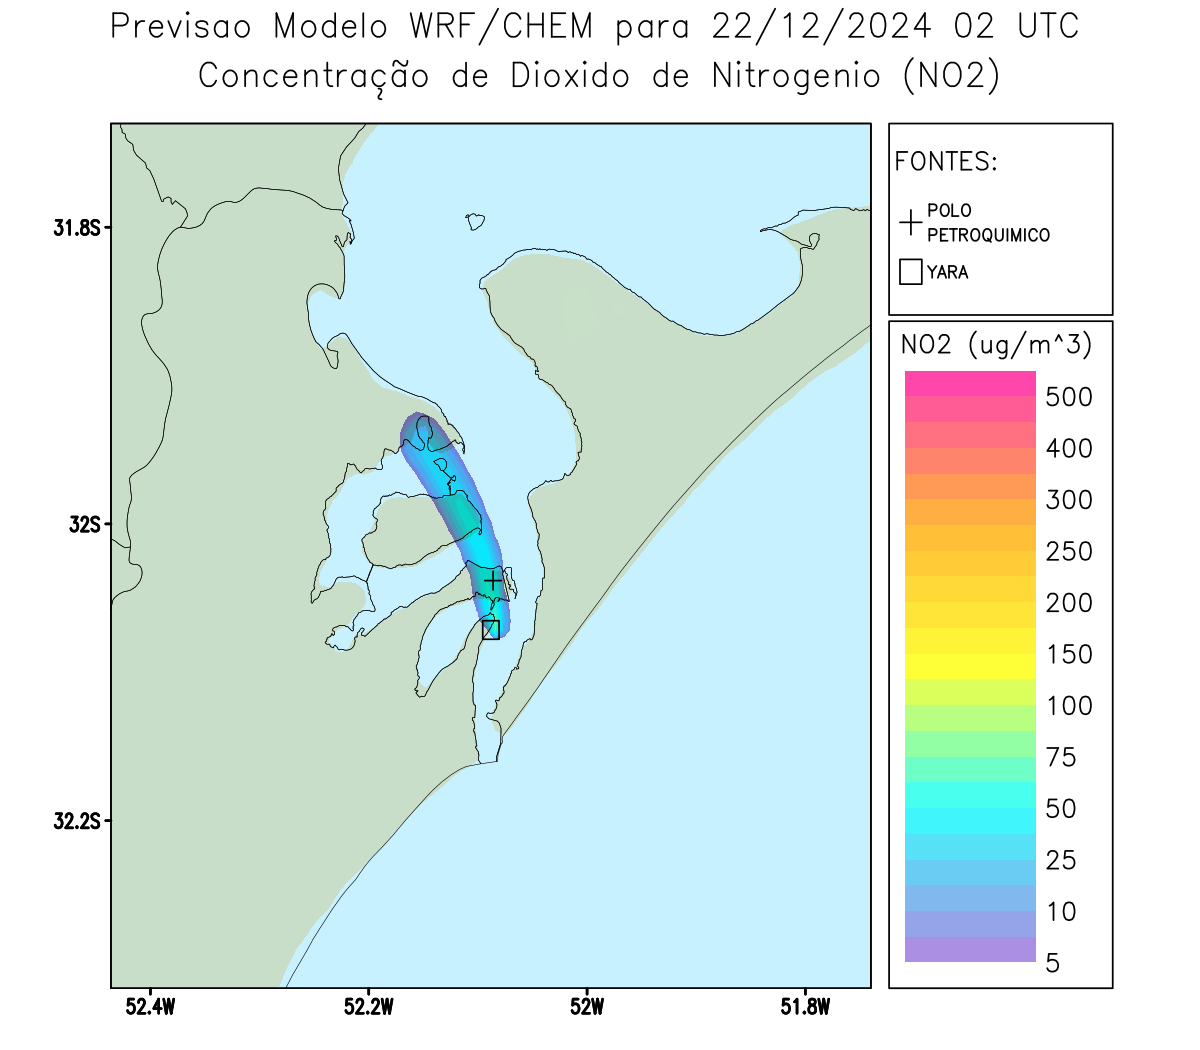 Previsao Modelo WRF/CHEM para 22/12/2024 02 UTC
Concentração de Dioxido de Nitrogenio (NO2)
FONTES:
POLO
PETROQUIMICO
YARA
31.8S
32S
32.2S
52.4W
52.2W
52W
51.8W
NO2 (ug/m^3)
500
400
300
250
200
150
100
75
50
25
10
5